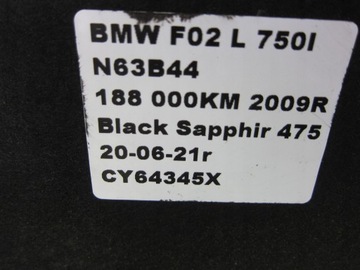 BMW F02 L 750I
N63B44
188 000KM 2009R
Black Sapphir 475
20-06-21r
CY64345X